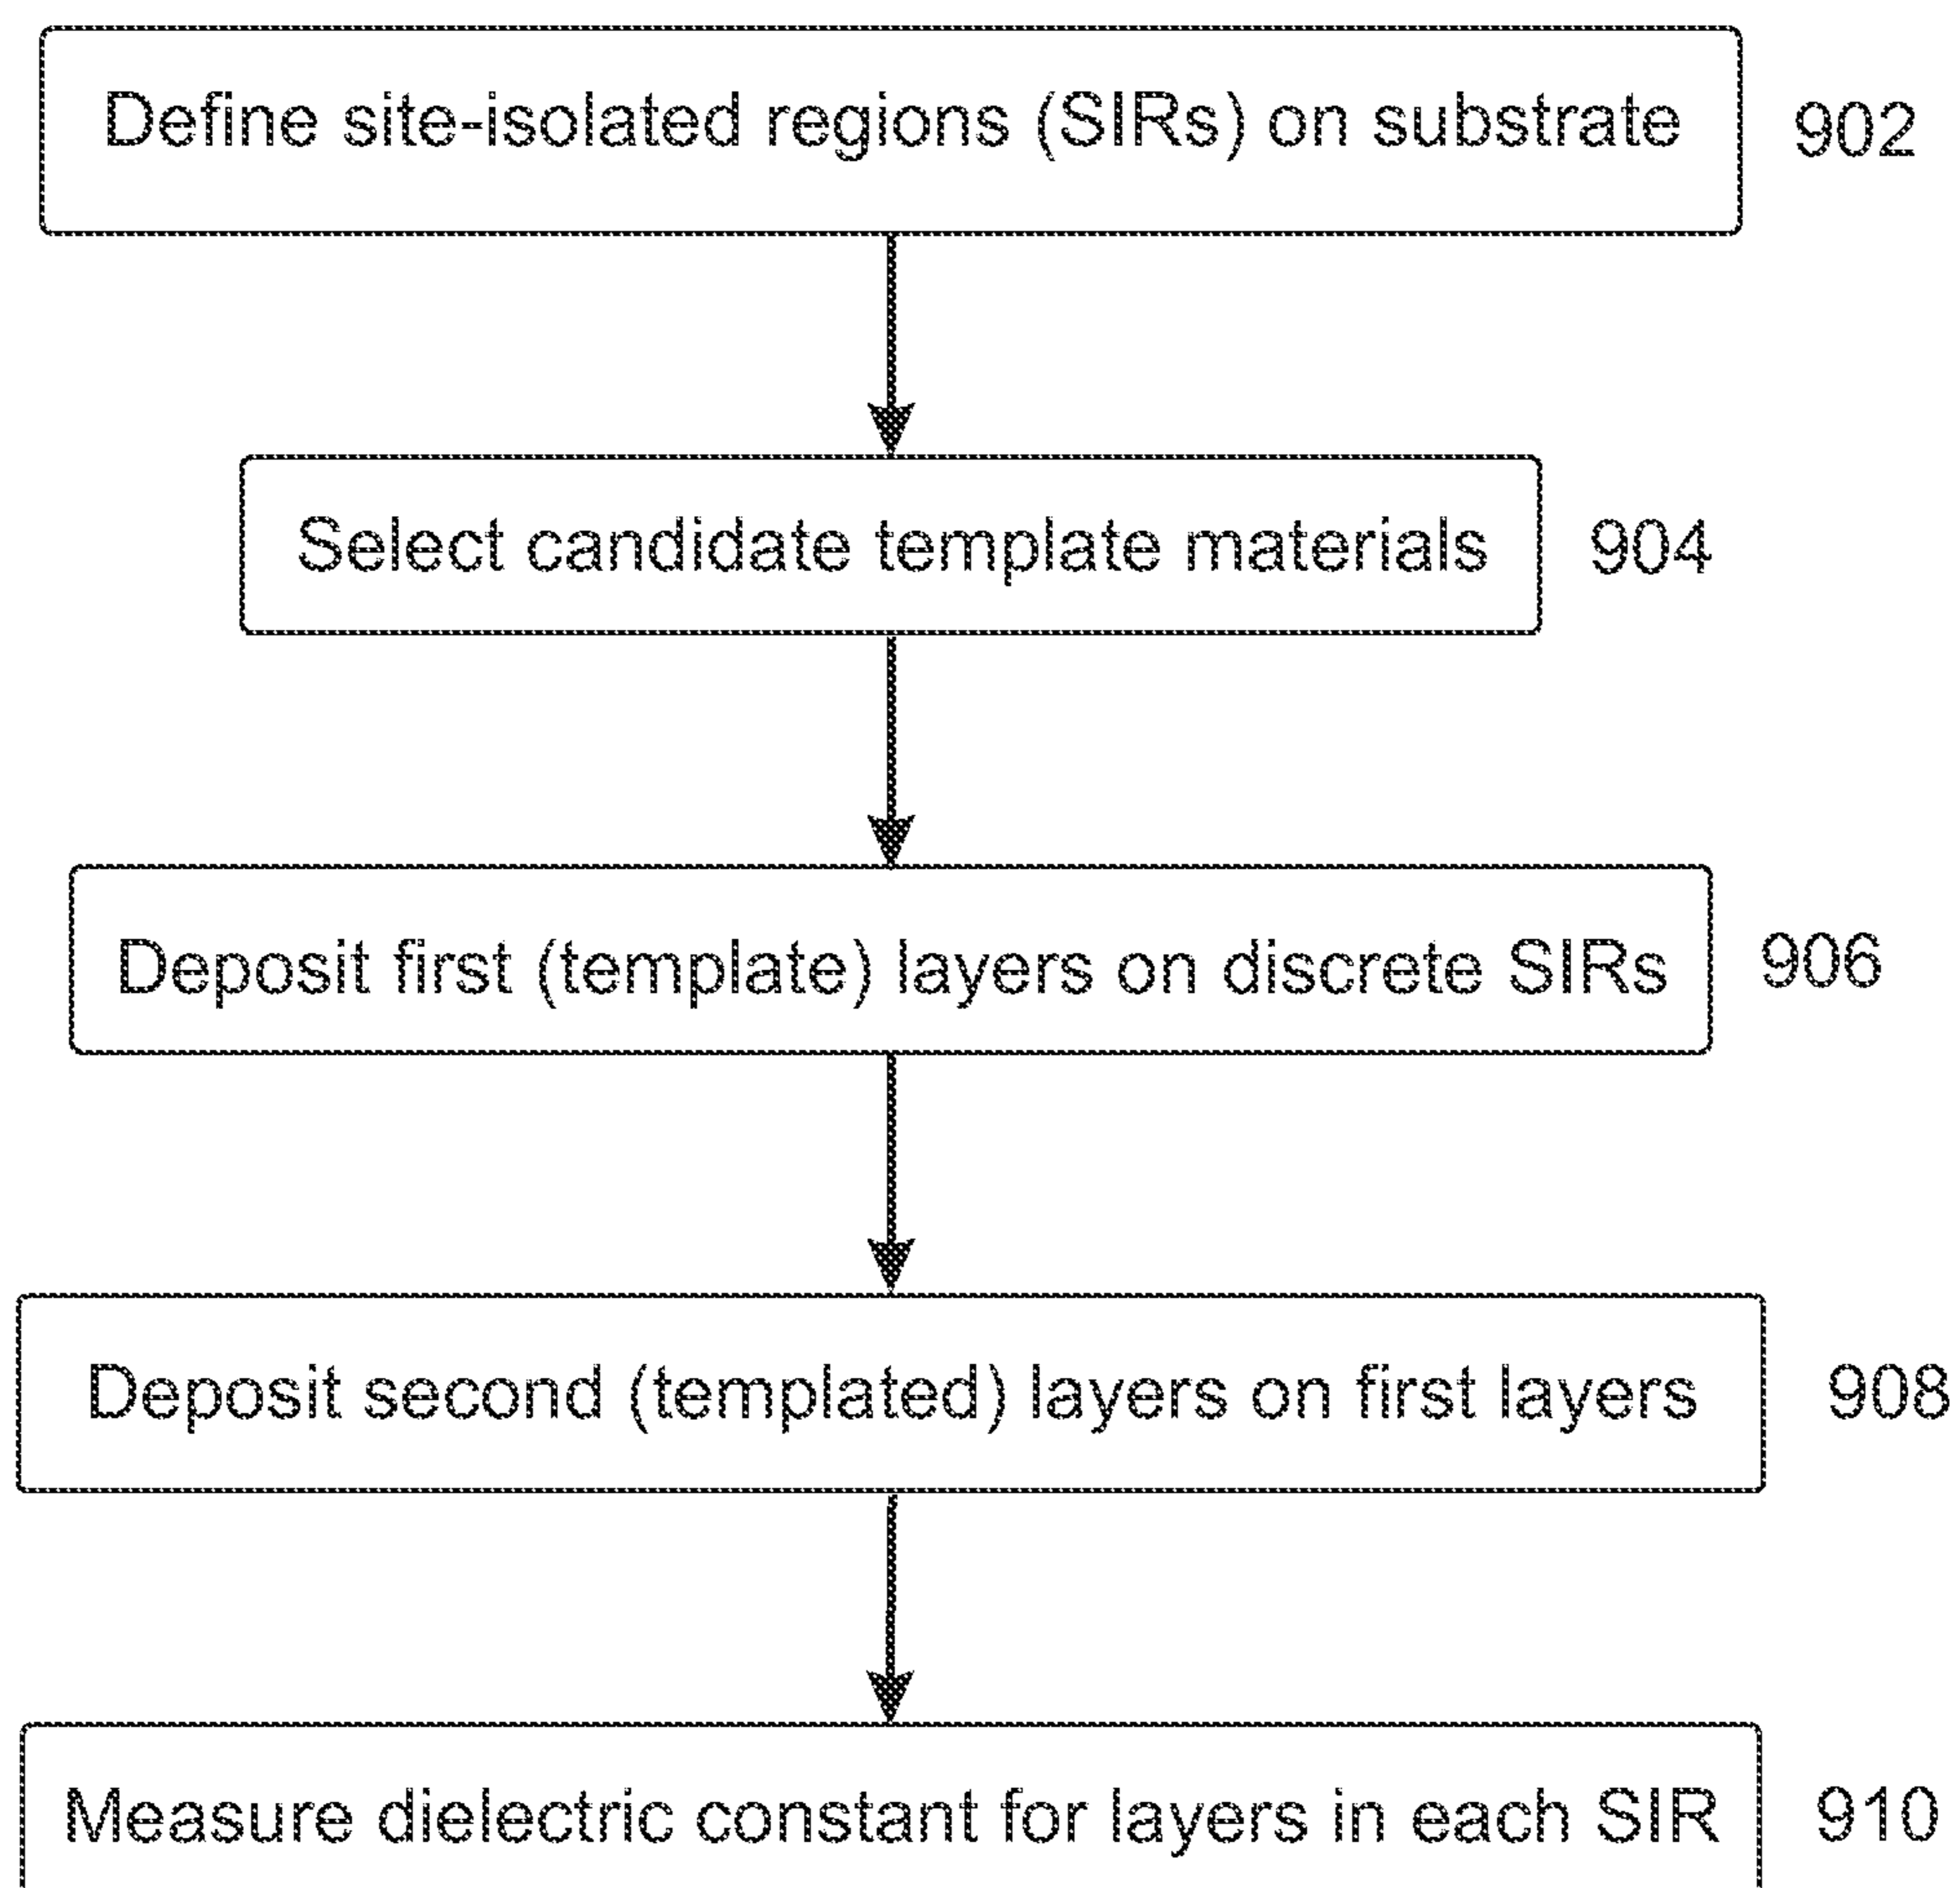 Define site-isolated regions (SIRs) on substrate 902
Select candidate template materials 904
Deposit first (template) layers on discrete SIRs 906
Deposit second (templated) layers on first layers 908
Measure dielectric constant for layers in each SIR 910